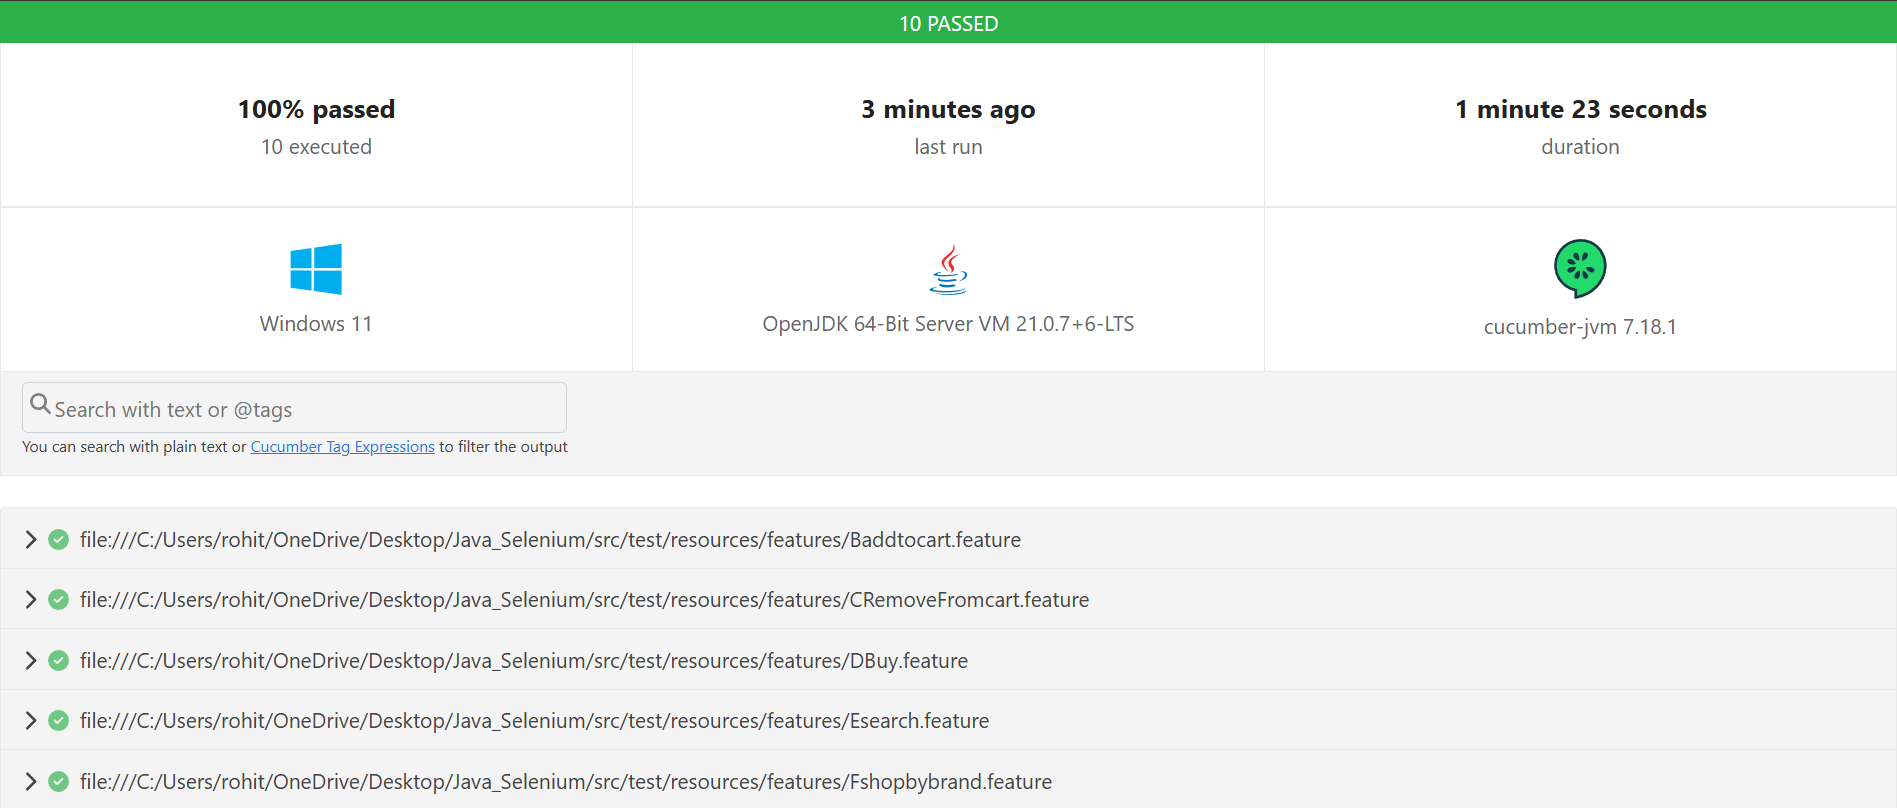 10 PASSED
100% passed
10 executed
3 minutes ago
last run
1 minute 23 seconds
duration
Windows 11
OpenJDK 64-Bit Server VM 21.0.7+6-LTS
cucumber-jvm 7.18.1
Search with text or @tags
You can search with plain text or Cucumber Tag Expressions to filter the output
file:///C:/Users/rohit/OneDrive/Desktop/Java_Selenium/src/test/resources/features/Baddtocart.feature
file:///C:/Users/rohit/OneDrive/Desktop/Java_Selenium/src/test/resources/features/CRemoveFromcart.feature
file:///C:/Users/rohit/OneDrive/Desktop/Java_Selenium/src/test/resources/features/DBuy.feature
file:///C:/Users/rohit/OneDrive/Desktop/Java_Selenium/src/test/resources/features/Esearch.feature
file:///C:/Users/rohit/OneDrive/Desktop/Java_Selenium/src/test/resources/features/Fshopbybrand.feature